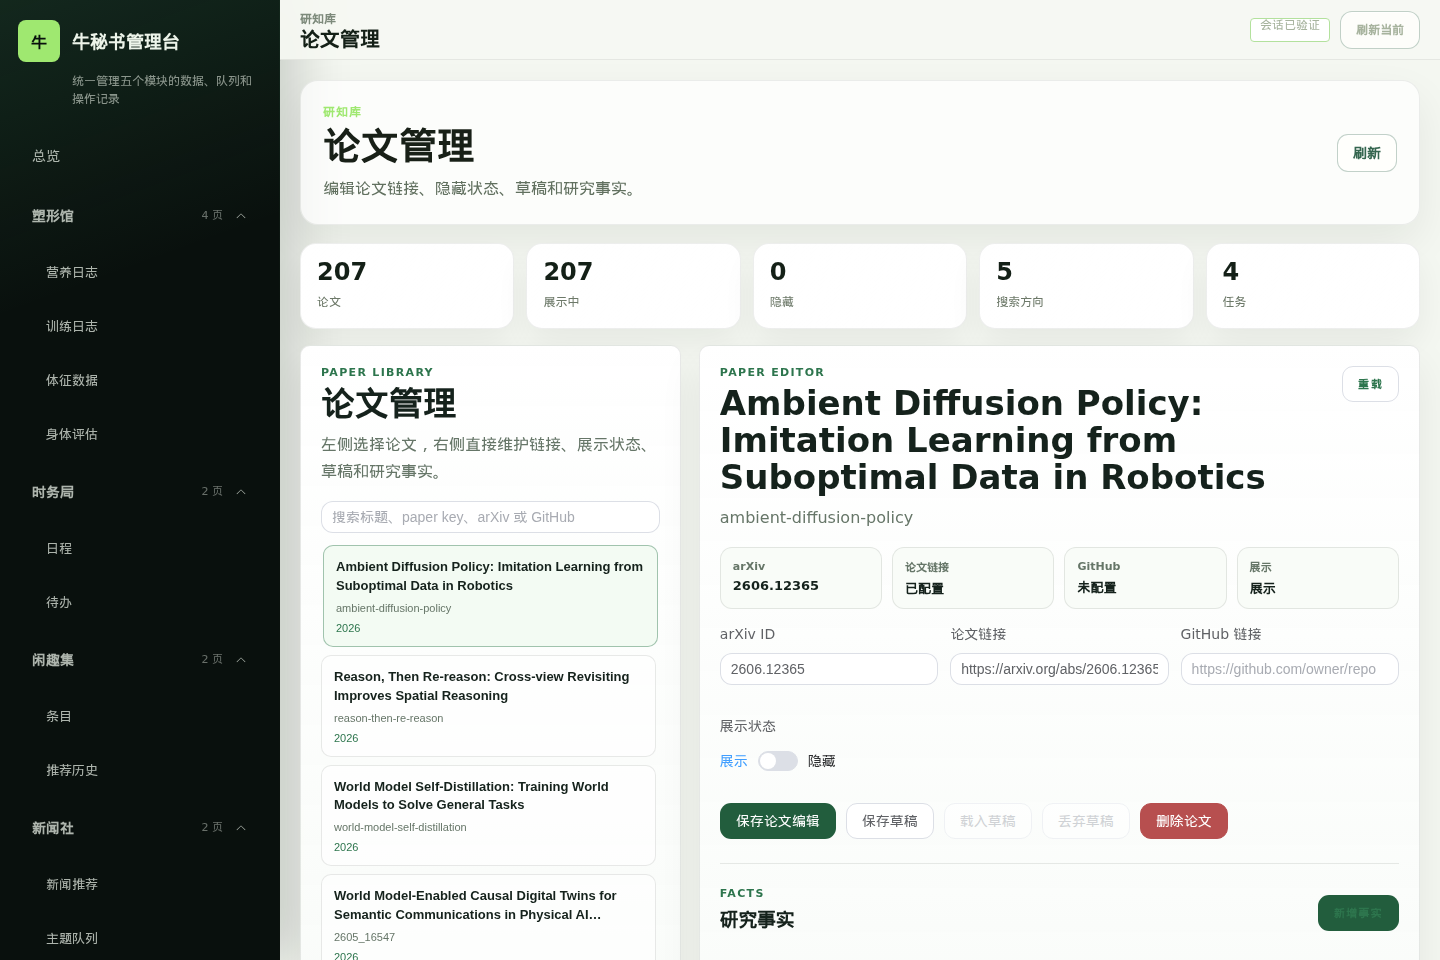 牛
牛秘书管理台
统一管理五个模块的数据、队列和
操作记录
总览
塑形馆
4 页
营养日志
训练日志
体征数据
身体评估
时务局
2 页
日程
待办
闲趣集
2 页
条目
推荐历史
新闻社
2 页
新闻推荐
主题队列
研知库
论文管理
会话已验证
刷新当前
研知库
论文管理
编辑论文链接、隐藏状态、草稿和研究事实。
刷新
207
论文
207
展示中
0
隐藏
5
搜索方向
4
任务
PAPER LIBRARY
论文管理
左侧选择论文，右侧直接维护链接、展示状态、
草稿和研究事实。
搜索标题、paper key、arXiv 或 GitHub
Ambient Diffusion Policy: Imitation Learning from
Suboptimal Data in Robotics
ambient-diffusion-policy
2026
Reason, Then Re-reason: Cross-view Revisiting
Improves Spatial Reasoning
reason-then-re-reason
2026
World Model Self-Distillation: Training World
Models to Solve General Tasks
world-model-self-distillation
2026
World Model-Enabled Causal Digital Twins for
Semantic Communications in Physical AI...
2605_16547
2026
PAPER EDITOR
重载
Ambient Diffusion Policy:
Imitation Learning from
Suboptimal Data in Robotics
ambient-diffusion-policy
arXiv
2606.12365
论文链接
已配置
GitHub
未配置
展示
展示
arXiv ID
论文链接
GitHub 链接
2606.12365
https://arxiv.org/abs/2606.12365
https://github.com/owner/repo
展示状态
展示
隐藏
保存论文编辑
保存草稿
载入草稿
丢弃草稿
删除论文
FACTS
研究事实
新增事实